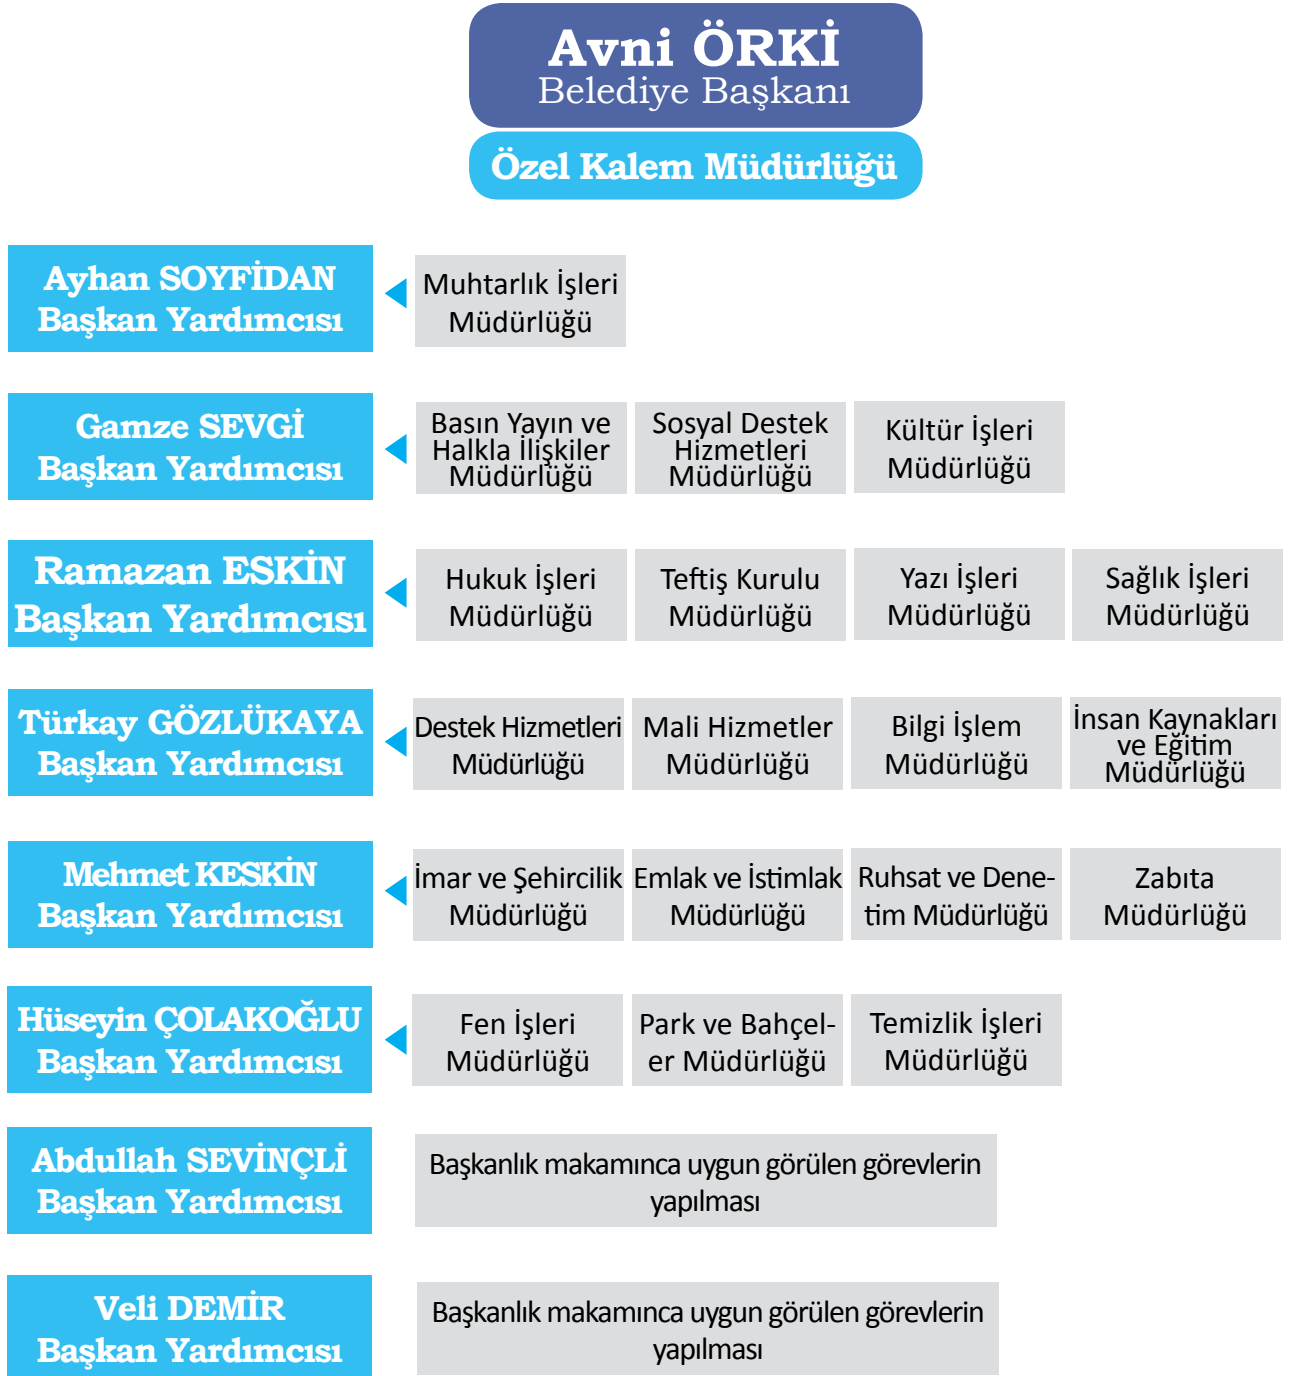 Avni ÖRKİ
Belediye Başkanı
Özel Kalem Müdürlüğü
Ayhan SOYFİDAN
Başkan Yardımcısı
Muhtarlık İşleri
Müdürlüğü
Gamze SEVGİ
Başkan Yardımcısı
Basın Yayın ve
Halkla İlişkiler
Müdürlüğü
Sosyal Destek
Hizmetleri
Müdürlüğü
Kültür İşleri
Müdürlüğü
Ramazan ESKİN
Başkan Yardımcısı
Hukuk İşleri
Müdürlüğü
Teftiş Kurulu
Müdürlüğü
Yazı İşleri
Müdürlüğü
Sağlık İşleri
Müdürlüğü
Türkay GÖZLÜKAYA
Başkan Yardımcısı
Destek Hizmetleri
Müdürlüğü
Mali Hizmetler
Müdürlüğü
Bilgi İşlem
Müdürlüğü
İnsan Kaynakları
ve Eğitim
Müdürlüğü
Mehmet KESKİN
Başkan Yardımcısı
İmar ve Şehircilik
Müdürlüğü
Emlak ve İstimlak
Müdürlüğü
Ruhsat ve Dene-
tim Müdürlüğü
Zabıta
Müdürlüğü
Hüseyin ÇOLAKOĞLU
Başkan Yardımcısı
Fen İşleri
Müdürlüğü
Park ve Bahçel-
er Müdürlüğü
Temizlik İşleri
Müdürlüğü
Abdullah SEVİNÇLİ
Başkan Yardımcısı
Başkanlık makamınca uygun görülen görevlerin
yapılması
Veli DEMİR
Başkan Yardımcısı
Başkanlık makamınca uygun görülen görevlerin
yapılması